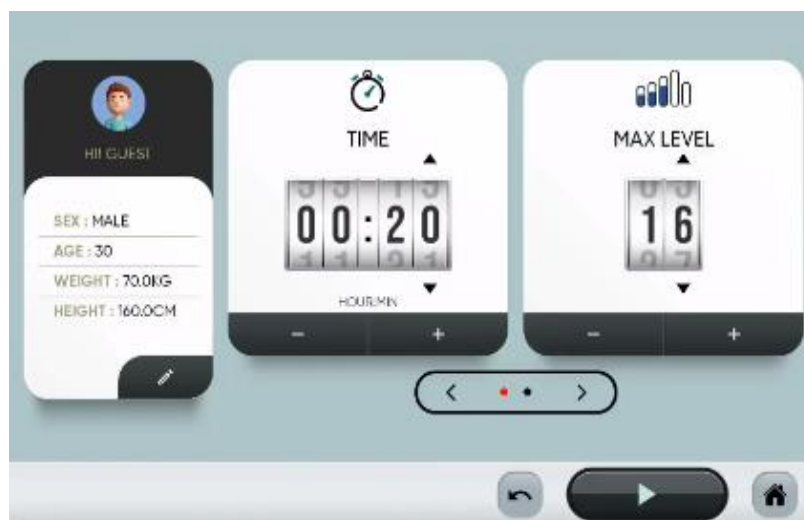 HI! GUEST
SEX : MALE
AGE : 30
WEIGHT : 70.0KG
HEIGHT : 160.0CM
TIME
00:20
HOUR:MIN
- +
MAX LEVEL
16
- +